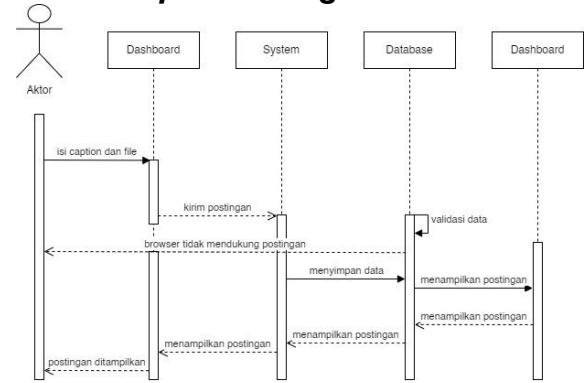 Dashboard
System
Database
Dashboard
Aktor
isi caption dan file
kirim postingan
validasi data
browser tidak mendukung postingan
menyimpan data
menampilkan postingan
menampilkan postingan
menampilkan postingan
menampilkan postingan
postingan ditampilkan